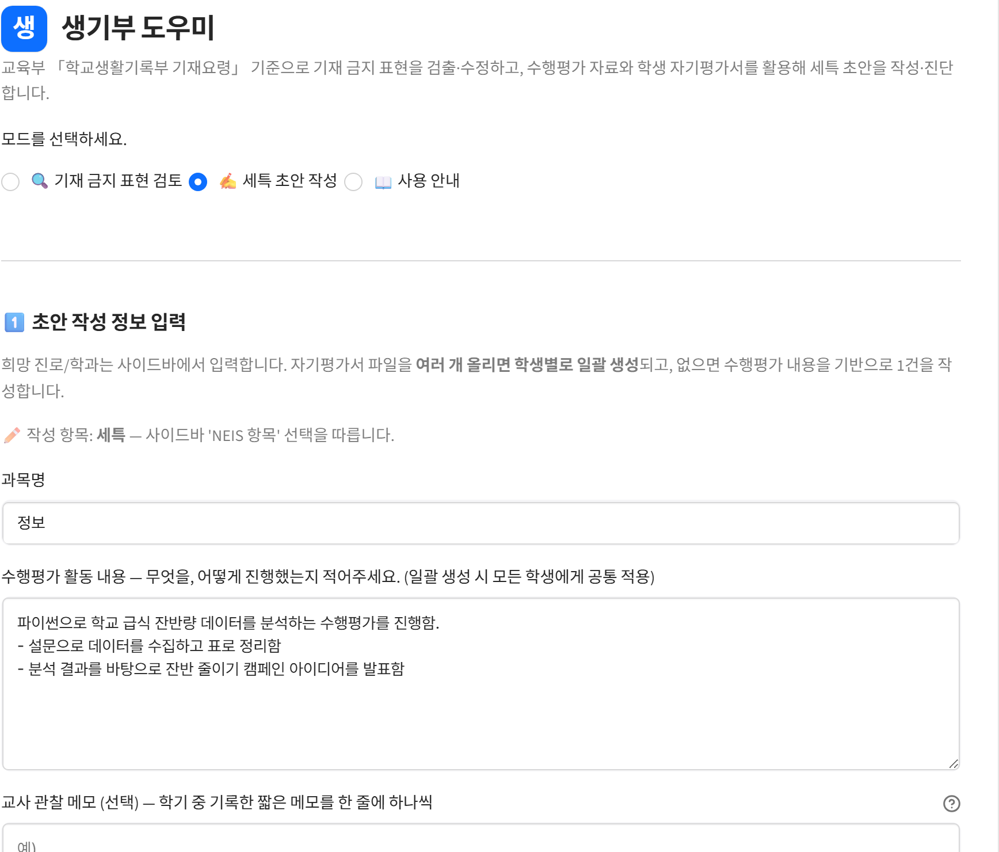 생 생기부 도우미
교육부 「학교생활기록부 기재요령」 기준으로 기재 금지 표현을 검출·수정하고, 수행평가 자료와 학생 자기평가서를 활용해 세특 초안을 작성·진단
합니다.
모드를 선택하세요.
🔍 기재 금지 표현 검토 ✍️ 세특 초안 작성 📖 사용 안내
1️⃣ 초안 작성 정보 입력
희망 진로/학과는 사이드바에서 입력합니다. 자기평가서 파일을 여러 개 올리면 학생별로 일괄 생성되고, 없으면 수행평가 내용을 기반으로 1건을 작
성합니다.
✏️ 작성 항목: 세특 — 사이드바 'NEIS 항목' 선택을 따릅니다.
과목명
정보
수행평가 활동 내용 — 무엇을, 어떻게 진행했는지 적어주세요. (일괄 생성 시 모든 학생에게 공통 적용)
파이썬으로 학교 급식 잔반량 데이터를 분석하는 수행평가를 진행함.
- 설문으로 데이터를 수집하고 표로 정리함
- 분석 결과를 바탕으로 잔반 줄이기 캠페인 아이디어를 발표함
교사 관찰 메모 (선택) — 학기 중 기록한 짧은 메모를 한 줄에 하나씩
예)